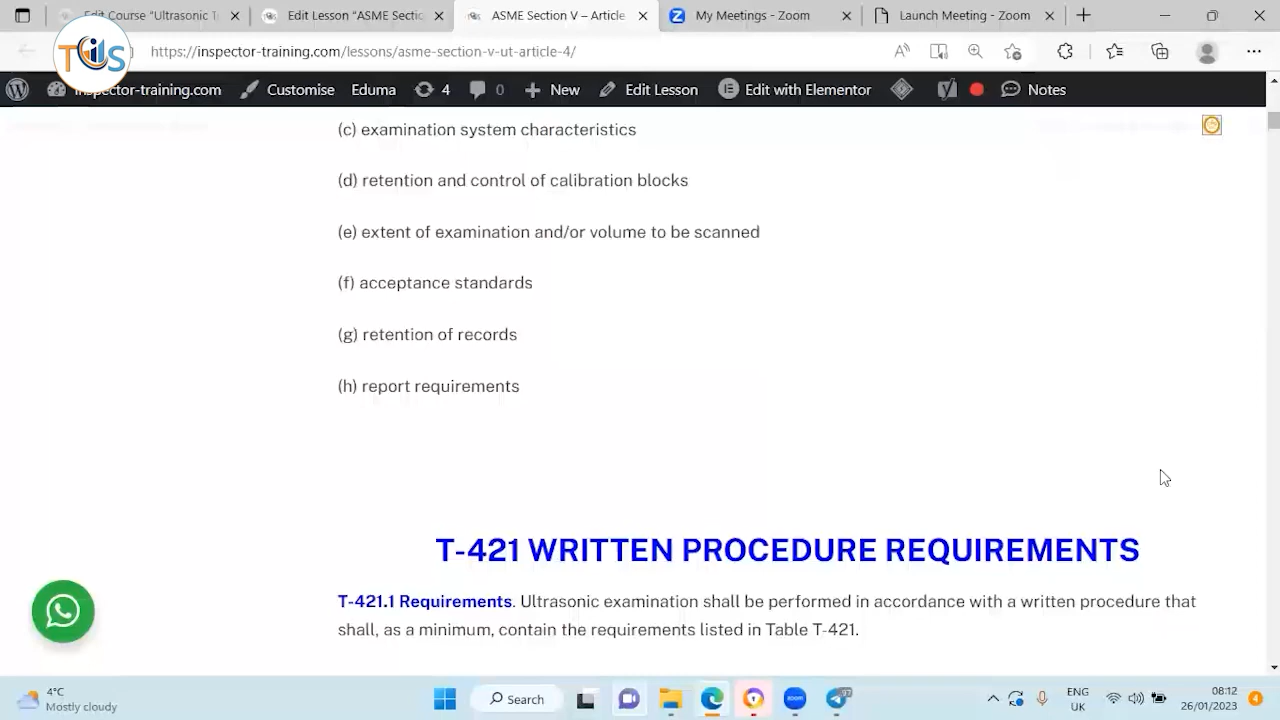 Edit Course "Ultrasonic T
Edit Lesson "ASME Sectio
ASME Section V – Article
My Meetings - Zoom
Launch Meeting - Zoom
TCIS
https://inspector-training.com/lessons/asme-section-v-ut-article-4/
inspector-training.com
Customise
Eduma
4
0
New
Edit Lesson
Edit with Elementor
Notes
(c) examination system characteristics
(d) retention and control of calibration blocks
(e) extent of examination and/or volume to be scanned
(f) acceptance standards
(g) retention of records
(h) report requirements
T-421 WRITTEN PROCEDURE REQUIREMENTS
T-421.1 Requirements. Ultrasonic examination shall be performed in accordance with a written procedure that
shall, as a minimum, contain the requirements listed in Table T-421.
4°C
Mostly cloudy
Search
zoom
97
ENG
UK
08:12
26/01/2023
4